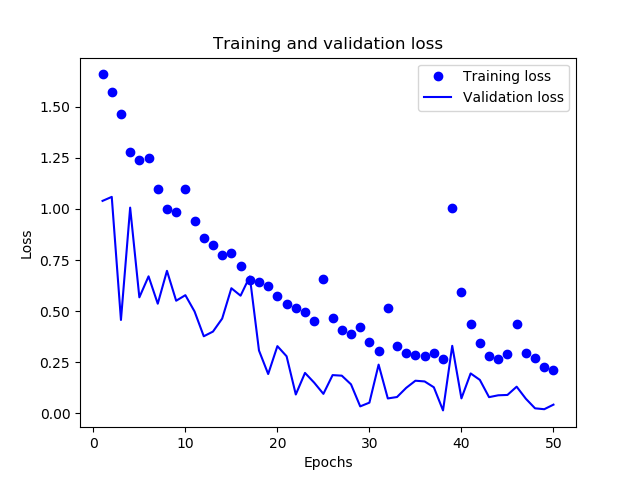 Training and validation loss
Training loss
Validation loss
1.50
1.25
1.00
0.75
0.50
0.25
0.00
Loss
0 10 20 30 40 50
Epochs